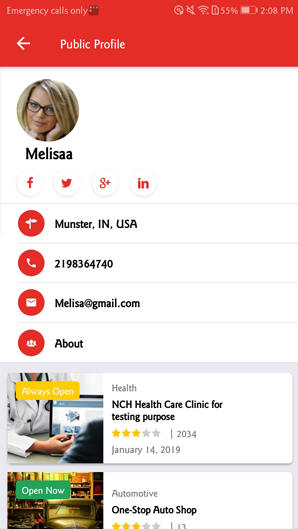 Emergency calls only
55% 2:08 PM
Public Profile
Melisaa
f
g+
in
Munster, IN, USA
2198364740
Melisa@gmail.com
About
Always Open
Health
NCH Health Care Clinic for
testing purpose
| 2034
January 14, 2019
Open Now
Automotive
One-Stop Auto Shop
| 13